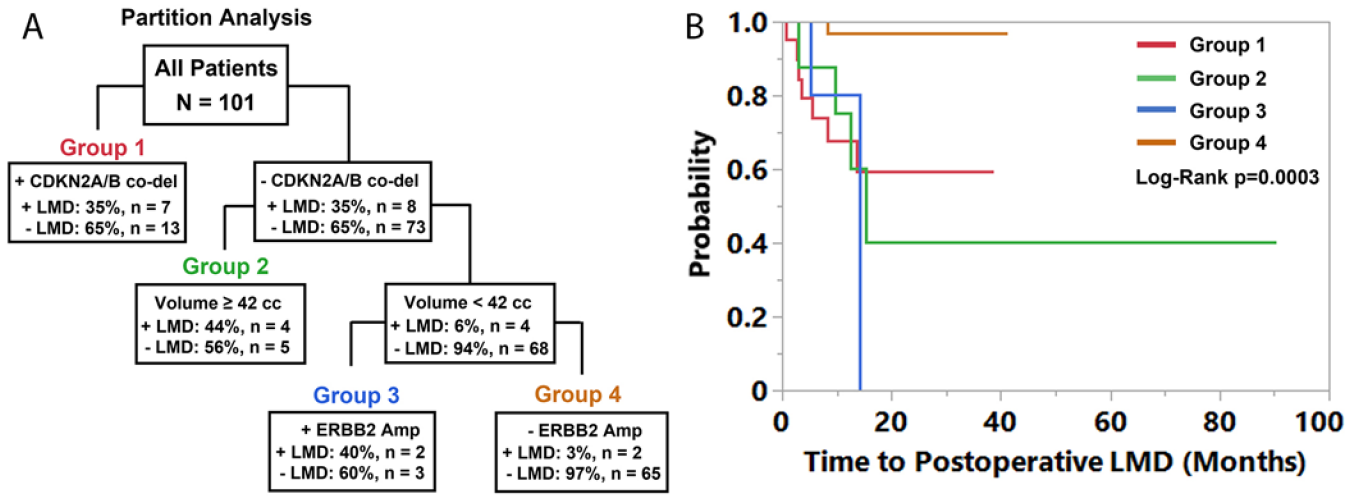 A
Partition Analysis
All Patients
N = 101
Group 1
+ CDKN2A/B co-del
+ LMD: 35%, n = 7
- LMD: 65%, n = 13
- CDKN2A/B co-del
+ LMD: 35%, n = 8
- LMD: 65%, n = 73
Group 2
Volume ≥ 42 cc
+ LMD: 44%, n = 4
- LMD: 56%, n = 5
Volume < 42 cc
+ LMD: 6%, n = 4
- LMD: 94%, n = 68
Group 3
+ ERBB2 Amp
+ LMD: 40%, n = 2
- LMD: 60%, n = 3
Group 4
- ERBB2 Amp
+ LMD: 3%, n = 2
- LMD: 97%, n = 65
B
Probability
1.0
0.8
0.6
0.4
0.2
0
Group 1
Group 2
Group 3
Group 4
Log-Rank p=0.0003
0 20 40 60 80 100
Time to Postoperative LMD (Months)